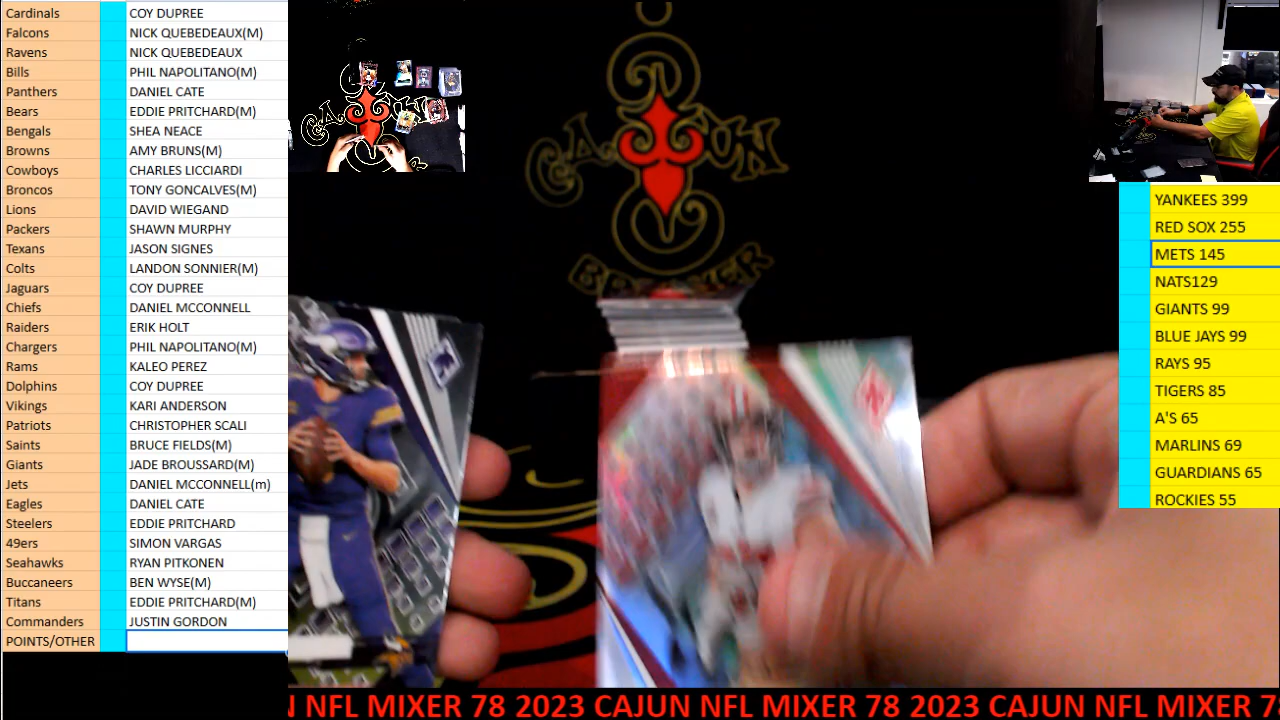 Cardinals COY DUPREE
Falcons NICK QUEBEDEAUX(M)
Ravens NICK QUEBEDEAUX
Bills PHIL NAPOLITANO(M)
Panthers DANIEL CATE
Bears EDDIE PRITCHARD(M)
Bengals SHEA NEACE
Browns AMY BRUNS(M)
Cowboys CHARLES LICCIARDI
Broncos TONY GONCALVES(M)
Lions DAVID WIEGAND
Packers SHAWN MURPHY
Texans JASON SIGNES
Colts LANDON SONNIER(M)
Jaguars COY DUPREE
Chiefs DANIEL MCCONNELL
Raiders ERIK HOLT
Chargers PHIL NAPOLITANO(M)
Rams KALEO PEREZ
Dolphins COY DUPREE
Vikings KARI ANDERSON
Patriots CHRISTOPHER SCALI
Saints BRUCE FIELDS(M)
Giants JADE BROUSSARD(M)
Jets DANIEL MCCONNELL(m)
Eagles DANIEL CATE
Steelers EDDIE PRITCHARD
49ers SIMON VARGAS
Seahawks RYAN PITKONEN
Buccaneers BEN WYSE(M)
Titans EDDIE PRITCHARD(M)
Commanders JUSTIN GORDON
POINTS/OTHER
CAJUN
BREAKER
YANKEES 399
RED SOX 255
METS 145
NATS129
GIANTS 99
BLUE JAYS 99
RAYS 95
TIGERS 85
A'S 65
MARLINS 69
GUARDIANS 65
ROCKIES 55
N NFL MIXER 78 2023 CAJUN NFL MIXER 78 2023 CAJUN NFL MIXER 7